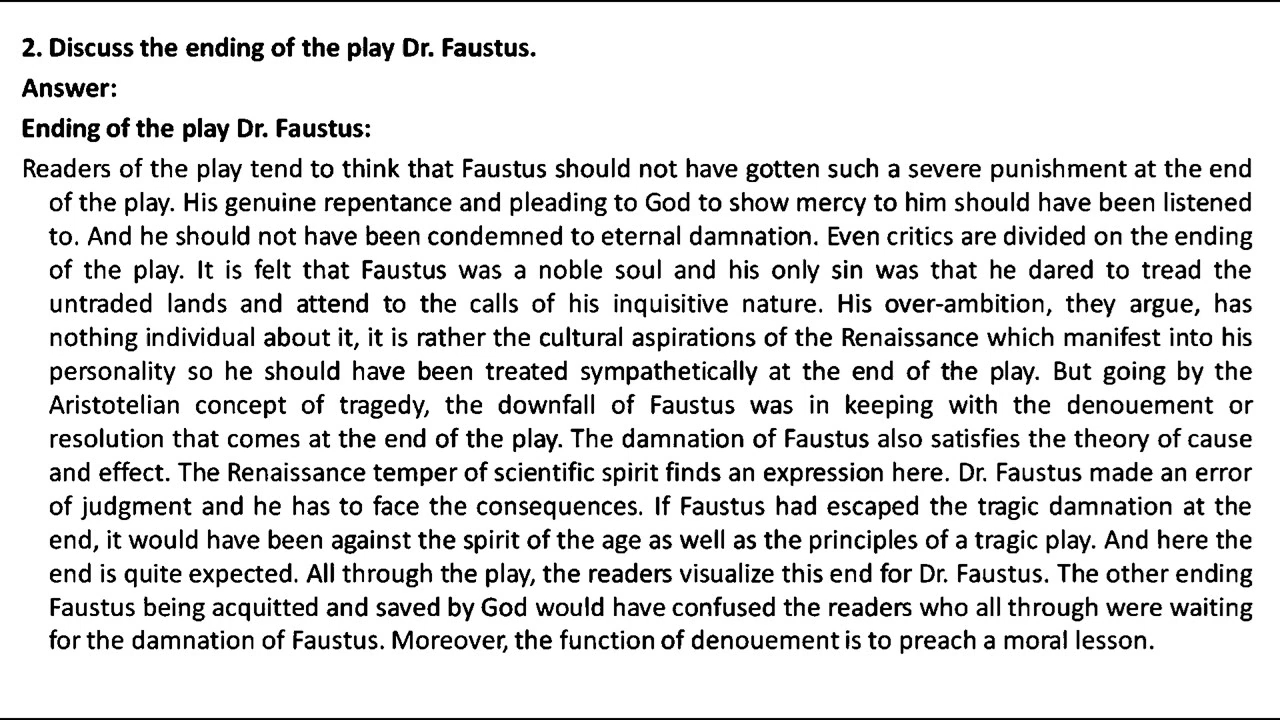 2. Discuss the ending of the play Dr. Faustus.
Answer:
Ending of the play Dr. Faustus:
Readers of the play tend to think that Faustus should not have gotten such a severe punishment at the end
of the play. His genuine repentance and pleading to God to show mercy to him should have been listened
to. And he should not have been condemned to eternal damnation. Even critics are divided on the ending
of the play. It is felt that Faustus was a noble soul and his only sin was that he dared to tread the
untraded lands and attend to the calls of his inquisitive nature. His over-ambition, they argue, has
nothing individual about it, it is rather the cultural aspirations of the Renaissance which manifest into his
personality so he should have been treated sympathetically at the end of the play. But going by the
Aristotelian concept of tragedy, the downfall of Faustus was in keeping with the denouement or
resolution that comes at the end of the play. The damnation of Faustus also satisfies the theory of cause
and effect. The Renaissance temper of scientific spirit finds an expression here. Dr. Faustus made an error
of judgment and he has to face the consequences. If Faustus had escaped the tragic damnation at the
end, it would have been against the spirit of the age as well as the principles of a tragic play. And here the
end is quite expected. All through the play, the readers visualize this end for Dr. Faustus. The other ending
Faustus being acquitted and saved by God would have confused the readers who all through were waiting
for the damnation of Faustus. Moreover, the function of denouement is to preach a moral lesson.